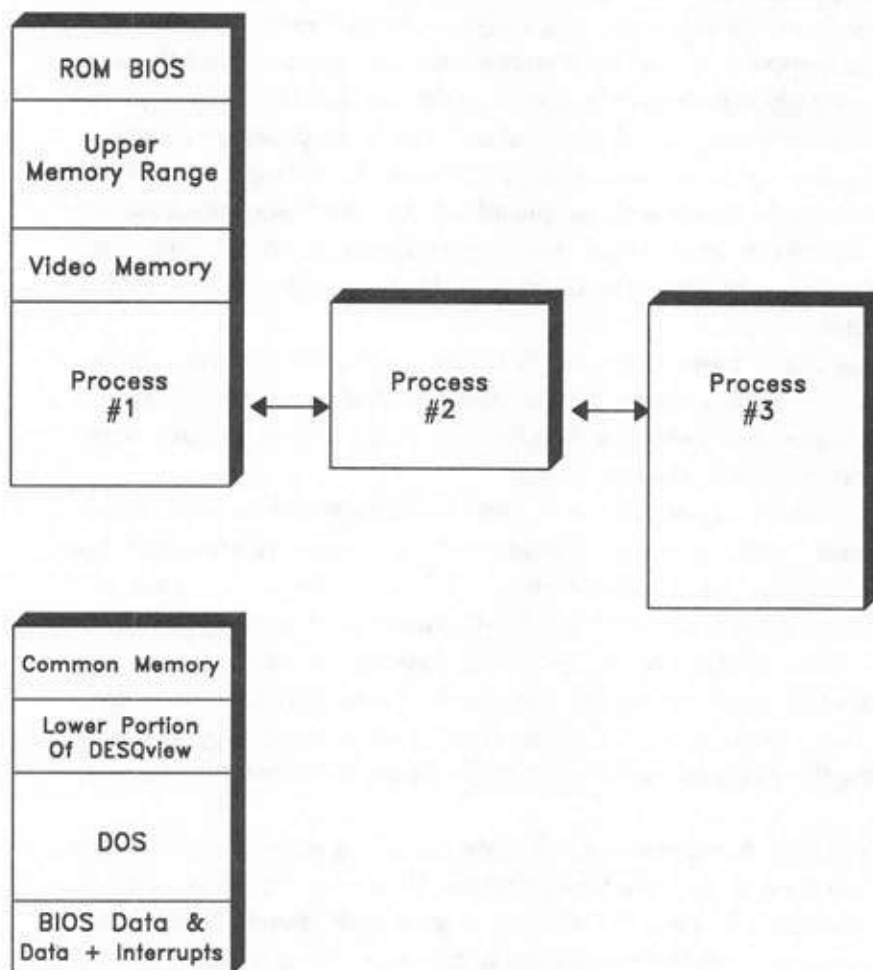 ROM BIOS
Upper
Memory Range
Video Memory
Process
#1
Process
#2
Process
#3
Common Memory
Lower Portion
Of DESQview
DOS
BIOS Data &
Data + Interrupts